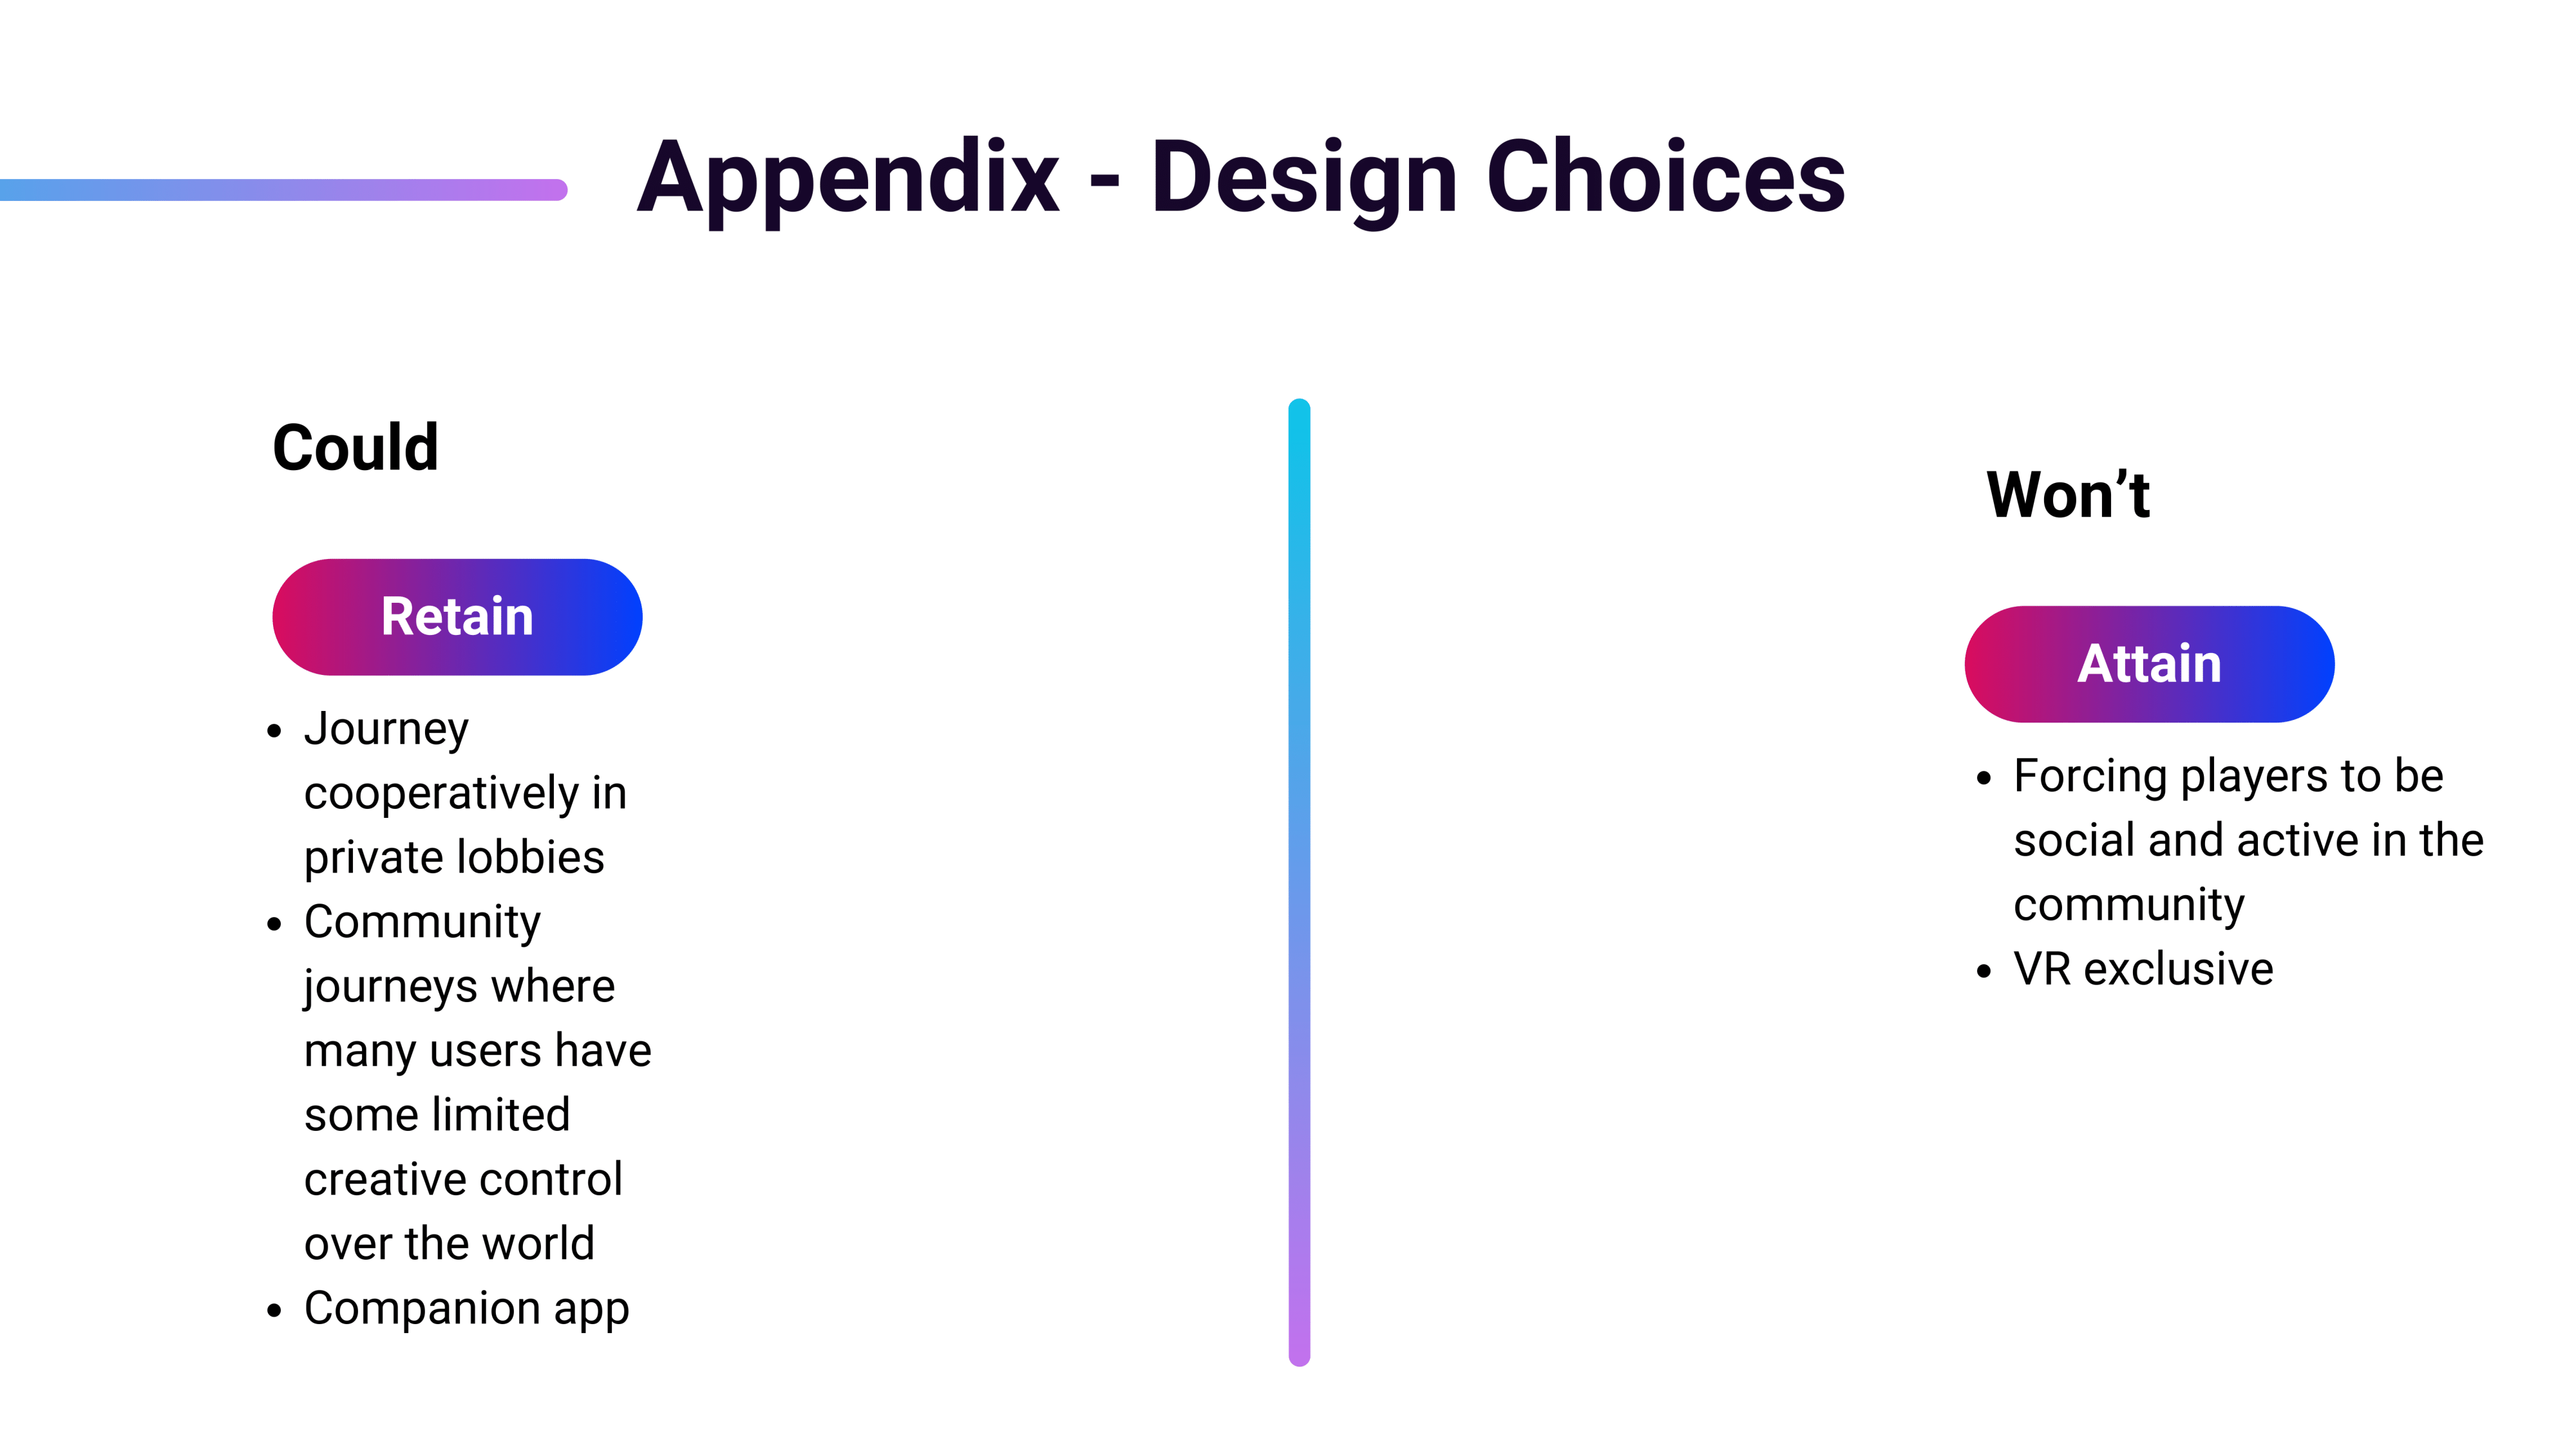 Appendix - Design Choices
Could
Retain
• Journey
cooperatively in
private lobbies
• Community
journeys where
many users have
some limited
creative control
over the world
• Companion app
Won’t
Attain
• Forcing players to be
social and active in the
community
• VR exclusive